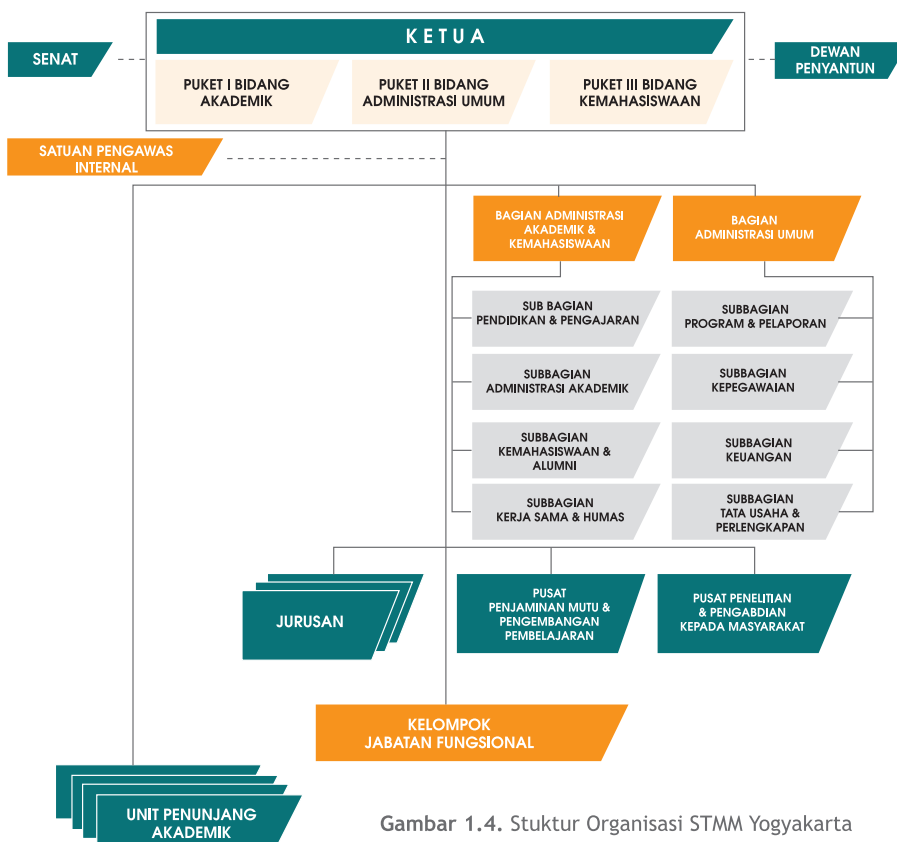 KETUA
SENAT
DEWAN
PENYANTUN
PUKET I BIDANG
AKADEMIK
PUKET II BIDANG
ADMINISTRASI UMUM
PUKET III BIDANG
KEMAHASISWAAN
SATUAN PENGAWAS
INTERNAL
BAGIAN ADMINISTRASI
AKADEMIK &
KEMAHASISWAAN
BAGIAN
ADMINISTRASI UMUM
SUB BAGIAN
PENDIDIKAN & PENGAJARAN
SUBBAGIAN
PROGRAM & PELAPORAN
SUBBAGIAN
ADMINISTRASI AKADEMIK
SUBBAGIAN
KEPEGAWAIAN
SUBBAGIAN
KEMAHASISWAAN &
ALUMNI
SUBBAGIAN
KEUANGAN
SUBBAGIAN
KERJA SAMA & HUMAS
SUBBAGIAN
TATA USAHA &
PERLENGKAPAN
JURUSAN
PUSAT
PENJAMINAN MUTU &
PENGEMBANGAN
PEMBELAJARAN
PUSAT PENELITIAN
& PENGABDIAN
KEPADA MASYARAKAT
KELOMPOK
JABATAN FUNGSIONAL
UNIT PENUNJANG
AKADEMIK
Gambar 1.4. Stuktur Organisasi STMM Yogyakarta